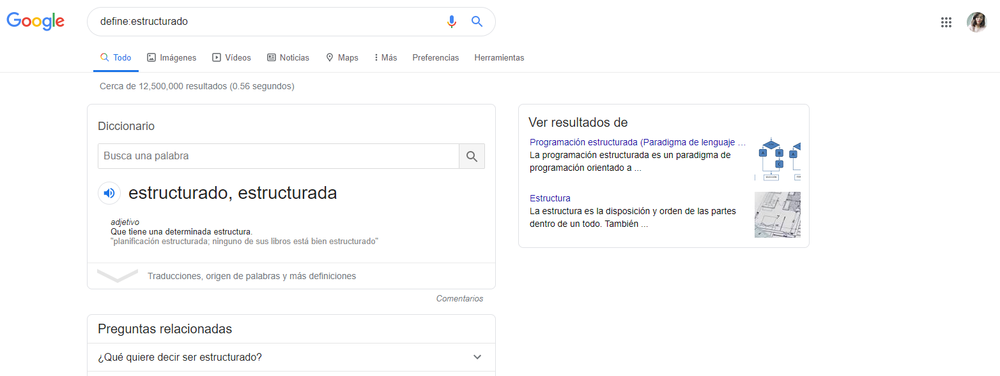 Google
define:estructurado
Todo Imágenes Vídeos Noticias Maps Más Preferencias Herramientas
Cerca de 12,500,000 resultados (0.56 segundos)
Diccionario
Busca una palabra
estructurado, estructurada
adjetivo
Que tiene una determinada estructura.
"planificación estructurada; ninguno de sus libros está bien estructurado"
Traducciones, origen de palabras y más definiciones
Comentarios
Preguntas relacionadas
¿Qué quiere decir ser estructurado?
Ver resultados de
Programación estructurada (Paradigma de lenguaje ...
La programación estructurada es un paradigma de
programación orientado a ...
Estructura
La estructura es la disposición y orden de las partes
dentro de un todo. También ...